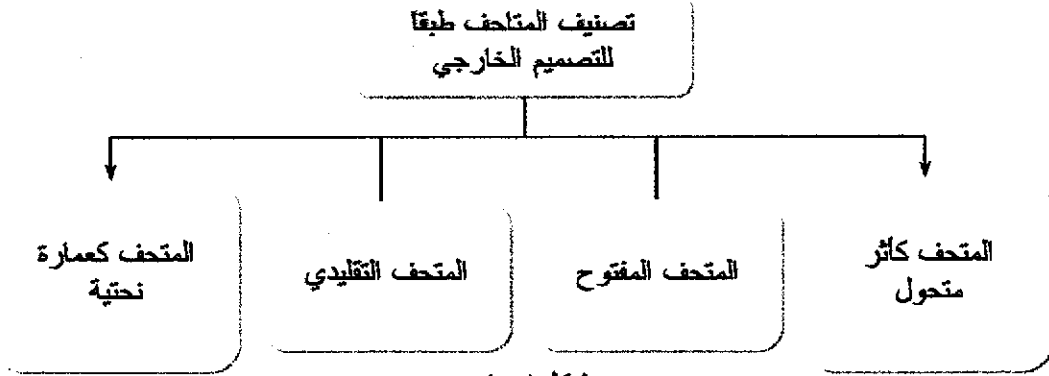 تصنيف المتاحف طبقا
للتصميم الخارجي
المتحف كأثر
متحول
المتحف المفتوح
المتحف التقليدي
المتحف كعمارة
نحتية